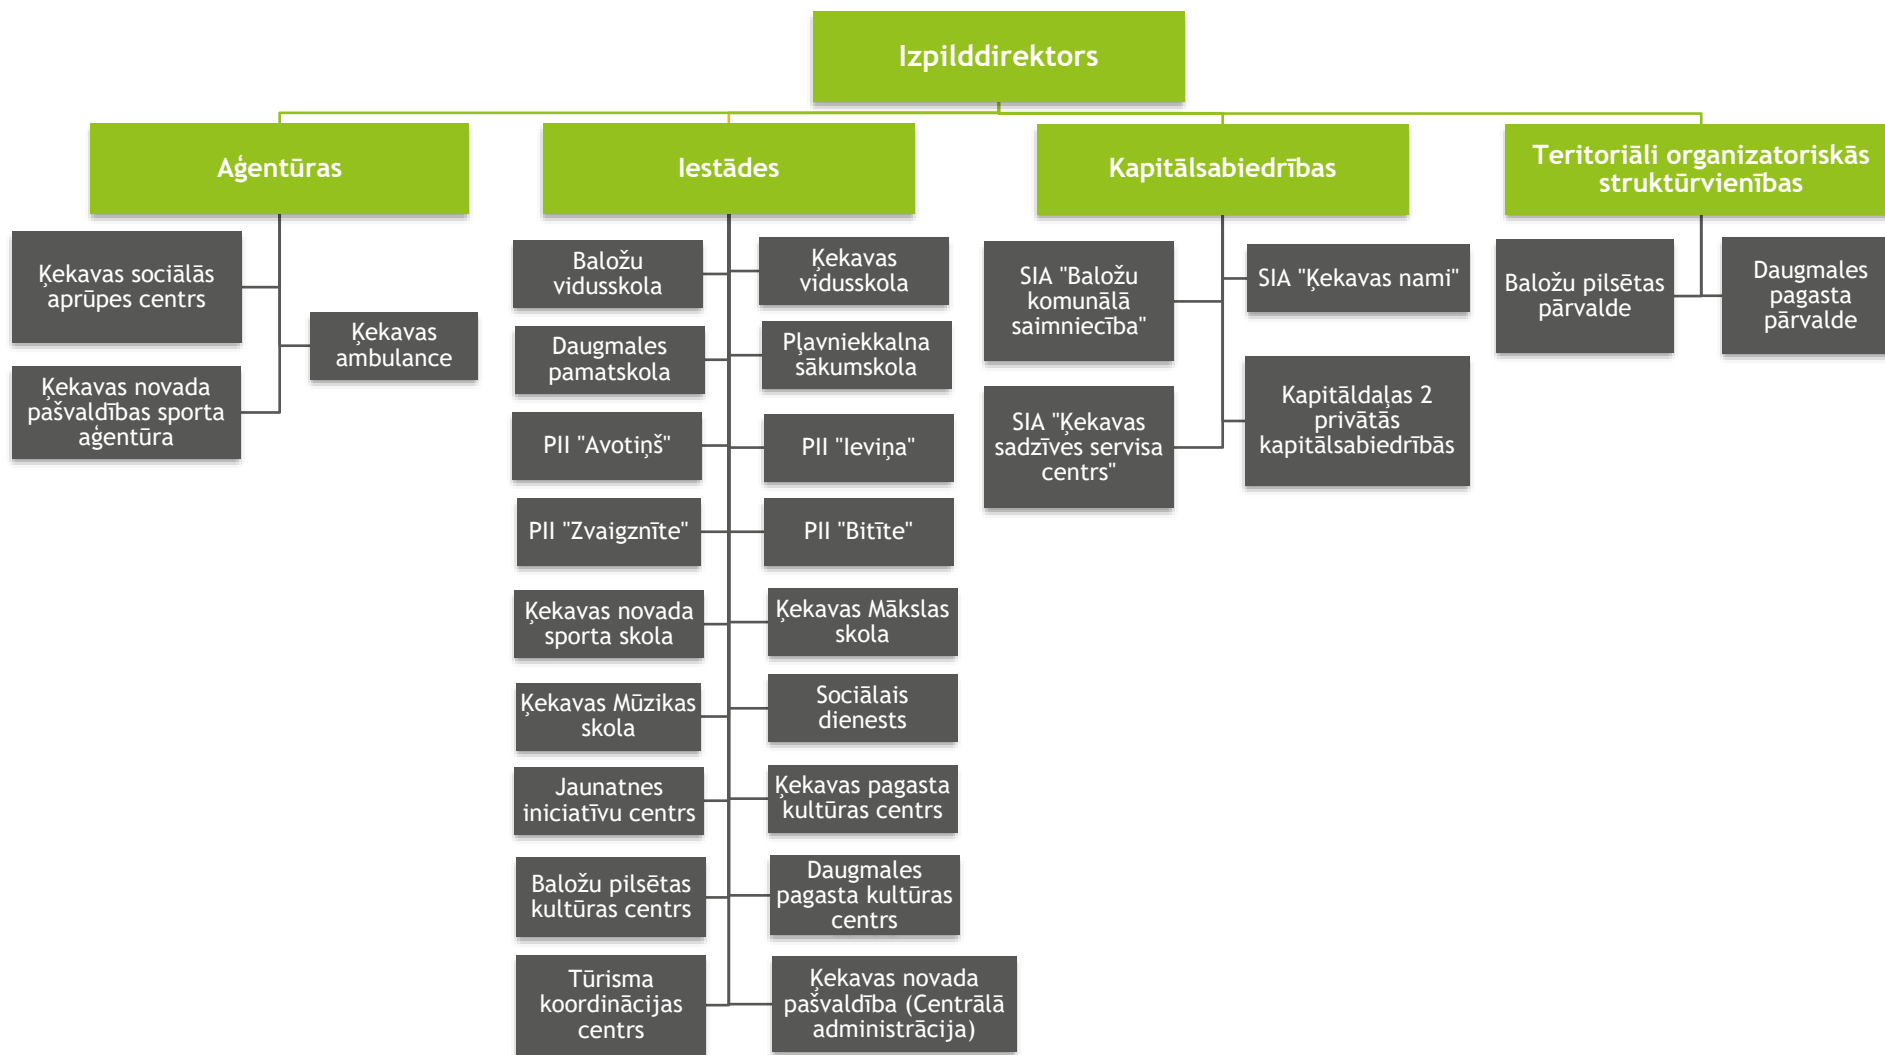 Izpilddirektors
Aģentūras
Ķekavas sociālās
aprūpes centrs
Ķekavas
ambulance
Ķekavas novada
pašvaldības sporta
aģentūra
Iestādes
Baložu
vidusskola
Ķekavas
vidusskola
Daugmales
pamatskola
Pļavniekkalna
sākumskola
PII "Avotiņš"
PII "Ieviņa"
PII "Zvaigznīte"
PII "Bitīte"
Ķekavas novada
sporta skola
Ķekavas Mākslas
skola
Ķekavas Mūzikas
skola
Sociālais
dienests
Jaunatnes
iniciatīvu centrs
Ķekavas pagasta
kultūras centrs
Baložu pilsētas
kultūras centrs
Daugmales
pagasta kultūras
centrs
Tūrisma
koordinācijas
centrs
Ķekavas novada
pašvaldība (Centrālā
administrācija)
Kapitālsabiedrības
SIA "Baložu
komunālā
saimniecība"
SIA "Ķekavas nami"
SIA "Ķekavas
sadzīves servisa
centrs"
Kapitāldaļas 2
privātās
kapitālsabiedrībās
Teritoriāli organizatoriskās
struktūrvienības
Baložu pilsētas
pārvalde
Daugmales
pagasta
pārvalde